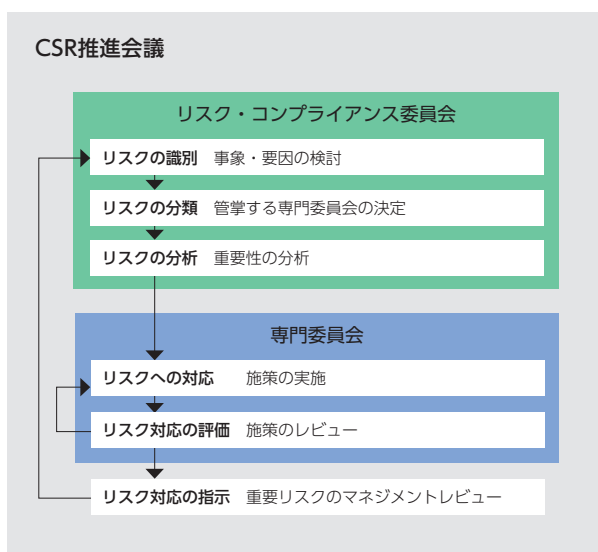 CSR推進会議
リスク・コンプライアンス委員会
リスクの識別 事象・要因の検討
リスクの分類 管掌する専門委員会の決定
リスクの分析 重要性の分析
専門委員会
リスクへの対応 施策の実施
リスク対応の評価 施策のレビュー
リスク対応の指示 重要リスクのマネジメントレビュー